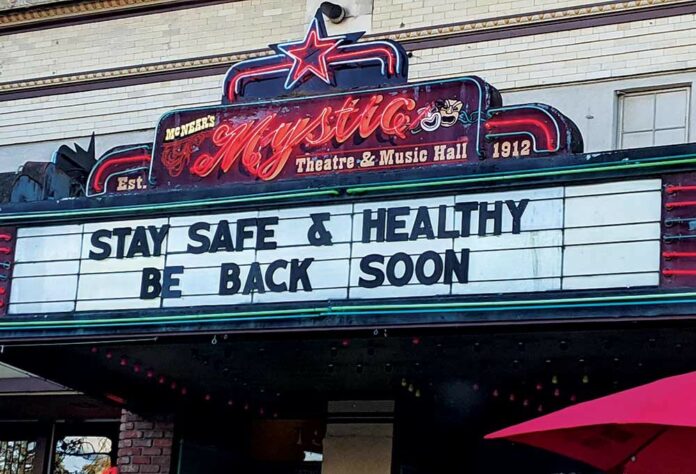 McNEAR'S
Mystic
Theatre & Music Hall
Est. 1912
STAY SAFE & HEALTHY
BE BACK SOON